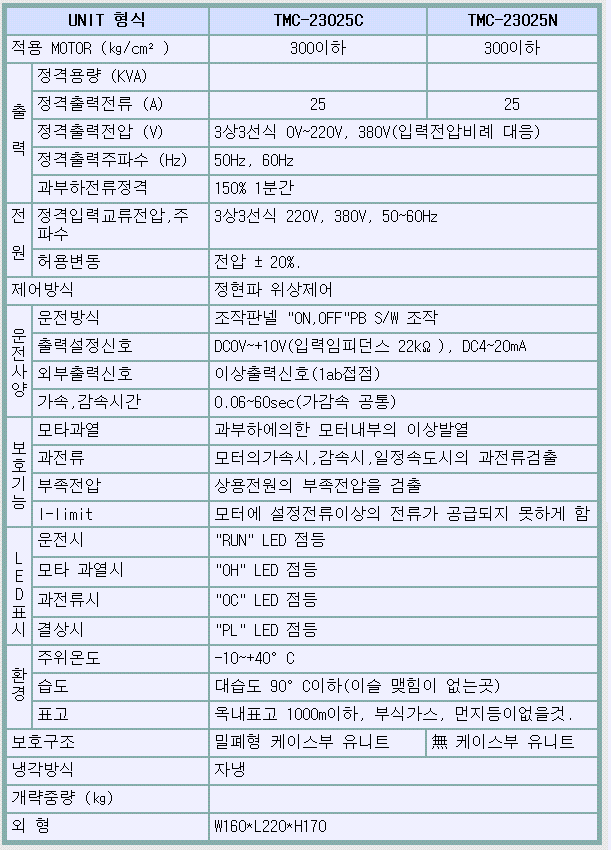 UNIT 형식 TMC-23025C TMC-23025N
적용 MOTOR (㎏/cm² ) 300이하 300이하
출 력
정격용량 (KVA)
정격출력전류 (A) 25 25
정격출력전압 (V) 3상3선식 0V~220V, 380V(입력전압비례 대응)
정격출력주파수 (Hz) 50Hz, 60Hz
과부하전류정격 150% 1분간
전 원
정격입력교류전압,주 3상3선식 220V, 380V, 50~60Hz
파수
허용변동 전압 ± 20%.
제어방식 정현파 위상제어
운전사양
운전방식 조작판넬 "ON,OFF"PB S/W 조작
출력설정신호 DC0V~+10V(입력임피던스 22kΩ ), DC4~20mA
외부출력신호 이상출력신호(1ab접점)
가속,감속시간 0.06~60sec(가감속 공통)
보호기능
모타과열 과부하에의한 모터내부의 이상발열
과전류 모터의가속시,감속시,일정속도시의 과전류검출
부족전압 상용전원의 부족전압을 검출
I-limit 모터에 설정전류이상의 전류가 공급되지 못하게 함
LED표시
운전시 "RUN" LED 점등
모타 과열시 "OH" LED 점등
과전류시 "OC" LED 점등
결상시 "PL" LED 점등
환경
주위온도 -10~+40° C
습도 대습도 90° C이하(이슬 맺힘이 없는곳)
표고 옥내표고 1000m이하, 부식가스, 먼지등이없을것.
보호구조 밀폐형 케이스부 유니트 無 케이스부 유니트
냉각방식 자냉
개략중량 (㎏)
외 형 W160*L220*H170